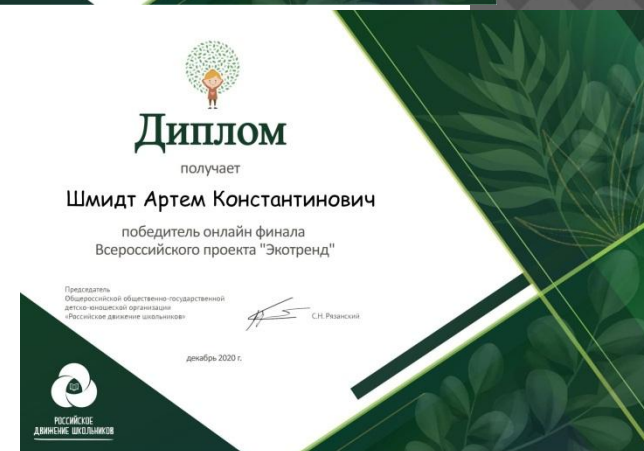 Диплом
получает
Шмидт Артем Константинович
победитель онлайн финала
Всероссийского проекта "Экотренд"
Председатель
Общероссийской общественно-государственной
детско-юношеской организации
«Российское движение школьников»
С.Н. Рязанский
декабрь 2020 г.
РОССИЙСКОЕ
ДВИЖЕНИЕ ШКОЛЬНИКОВ